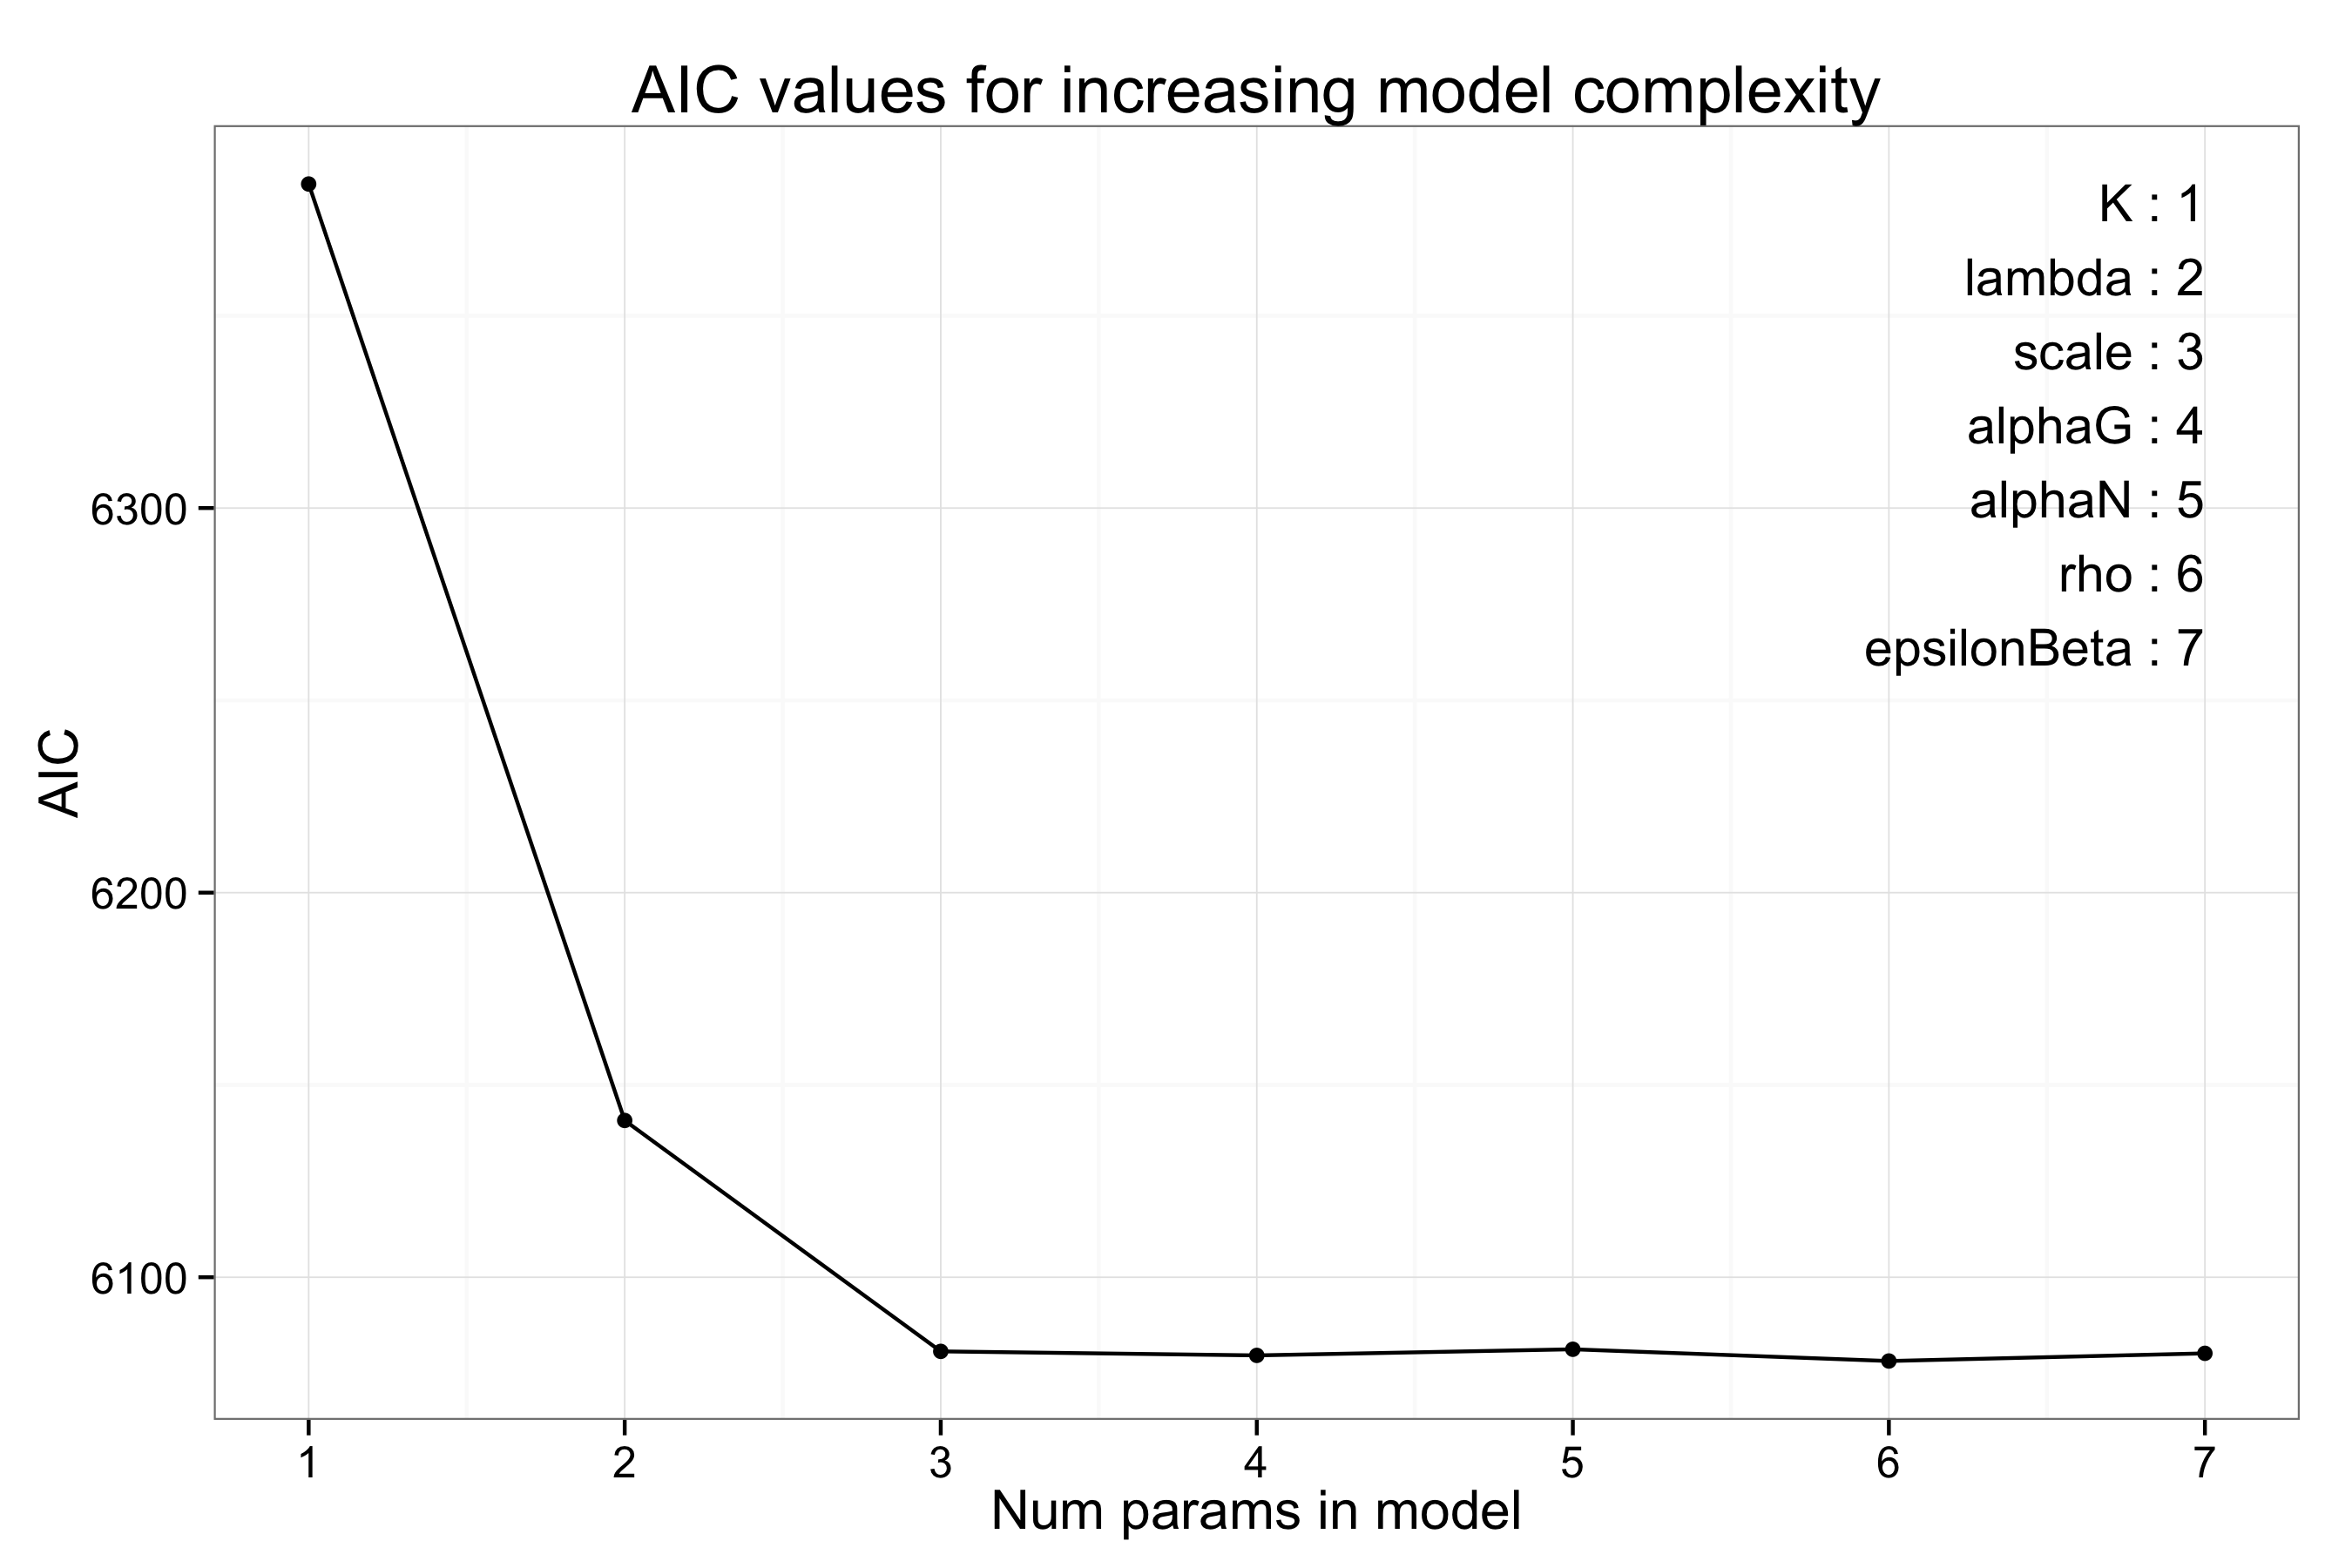 AIC values for increasing model complexity
K : 1
lambda : 2
scale : 3
alphaG : 4
alphaN : 5
rho : 6
epsilonBeta : 7
6300
6200
6100
AIC
1 2 3 4 5 6 7
Num params in model